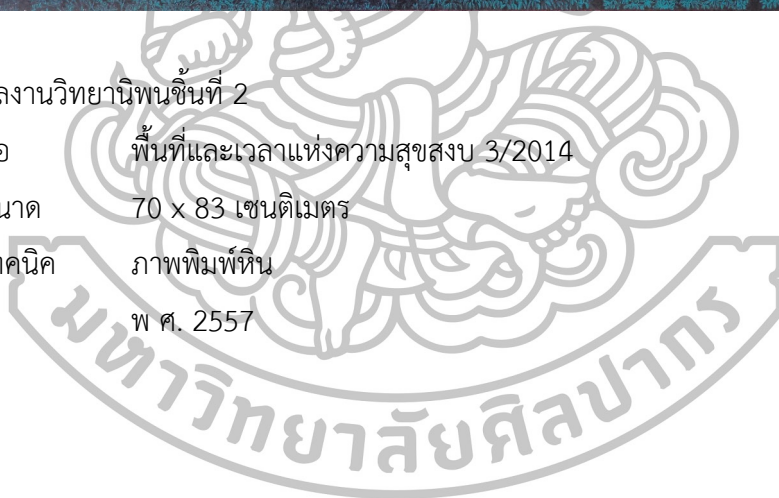 ลงานวิทยานิพนชิ้นที่ 2
พื้นที่และเวลาแห่งความสุขสงบ 3/2014
นาด 70 x 83 เซนติเมตร
ทคนิค ภาพพิมพ์หิน
พ ศ. 2557
มหาวิทยาลัยศิลปากร